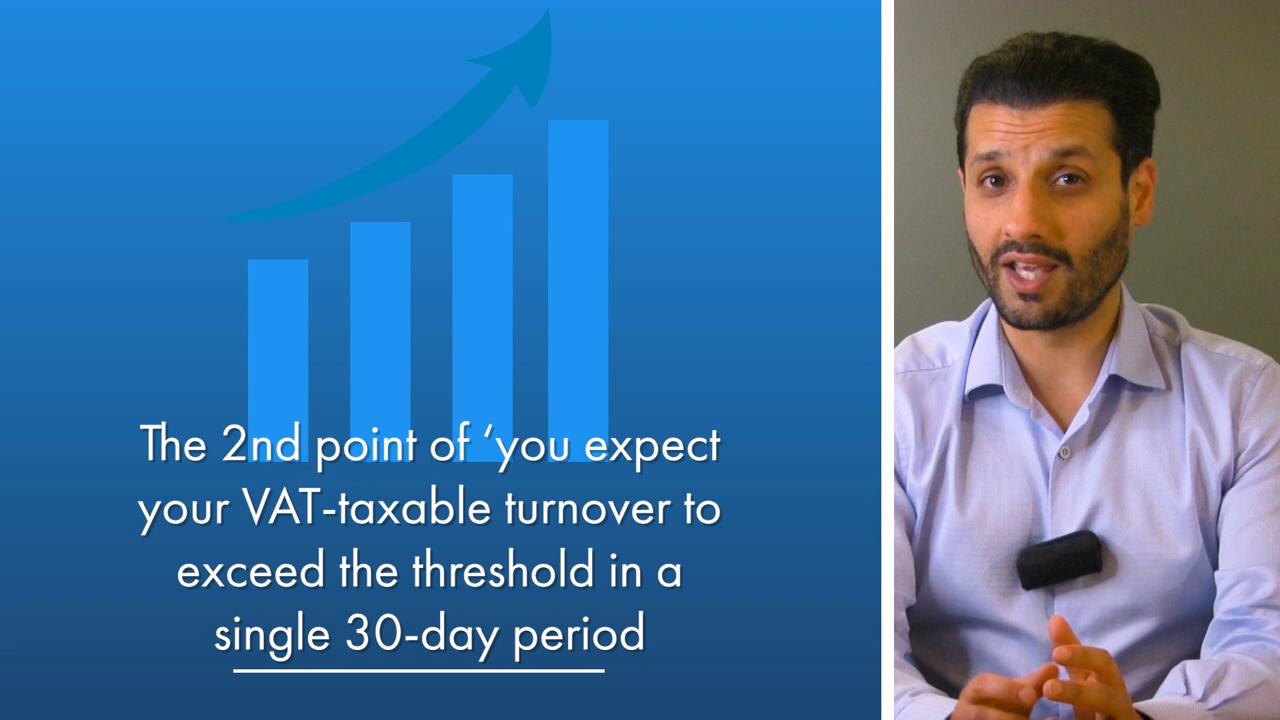 The 2nd point of ‘you expect
your VAT-taxable turnover to
exceed the threshold in a
single 30-day period